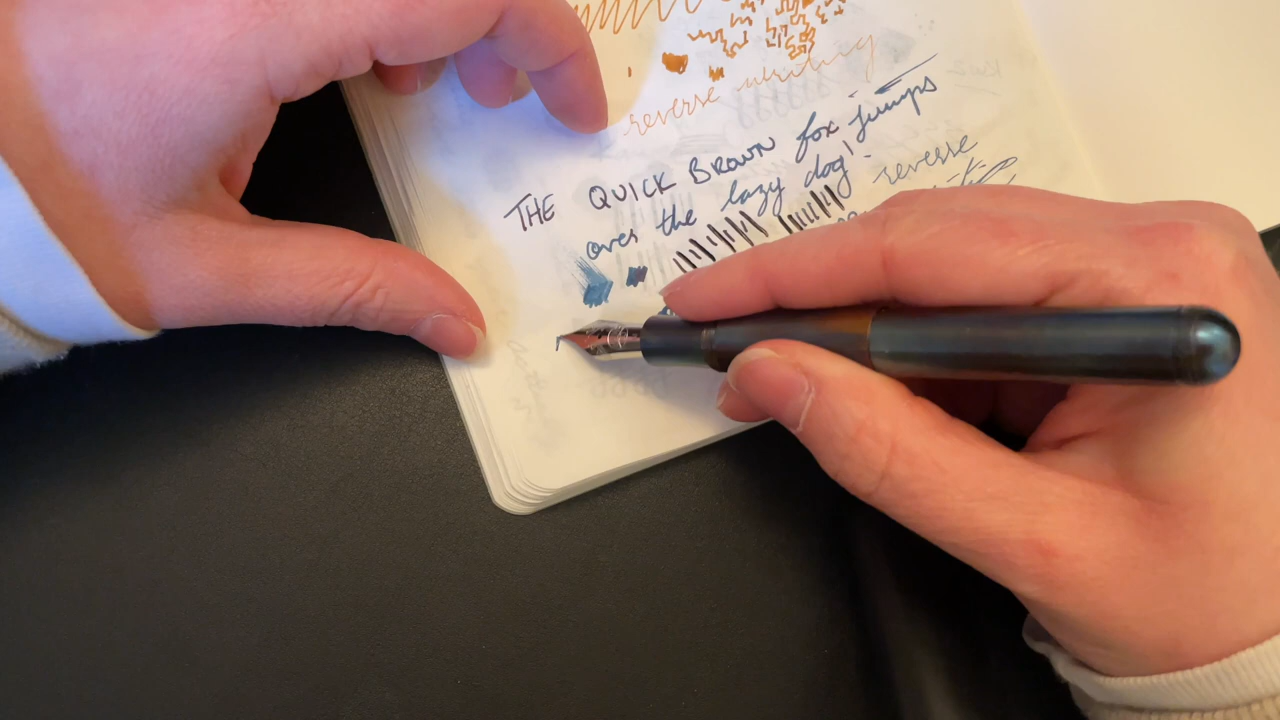 reverse writing
THE QUICK BROWN fox jumps
over the lazy dog! reverse